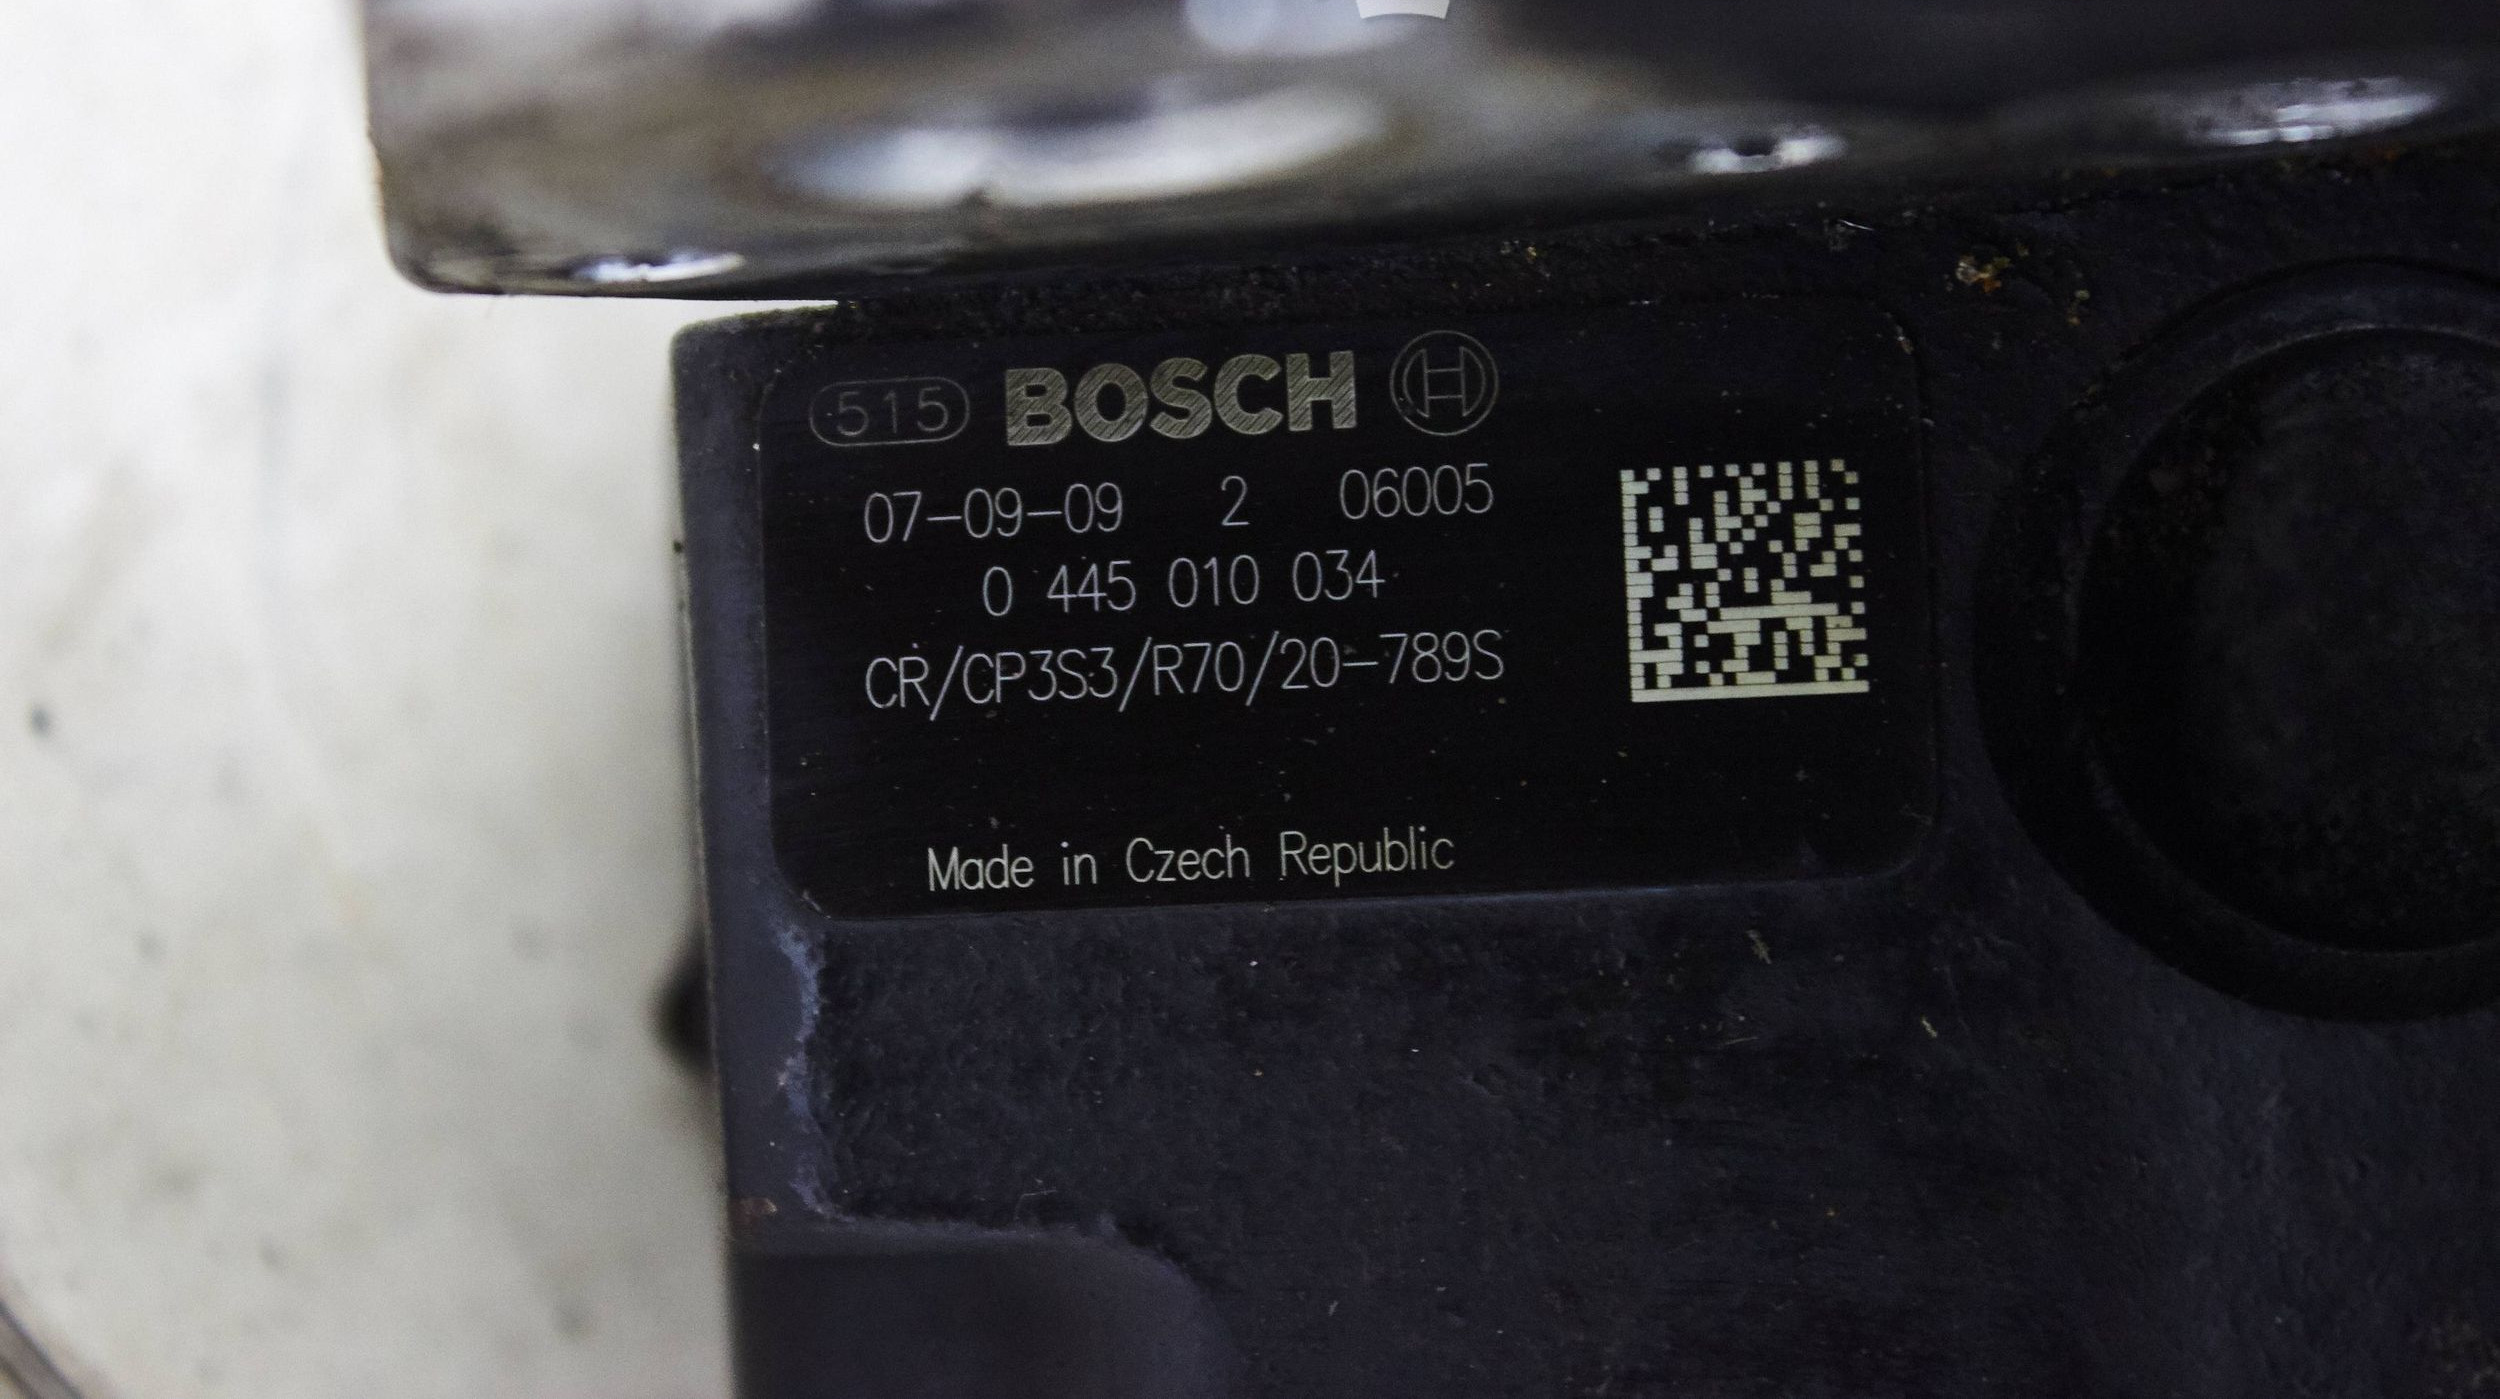 515 BOSCH
07-09-09 2 06005
0 445 010 034
CR/CP3S3/R70/20-789S
Made in Czech Republic